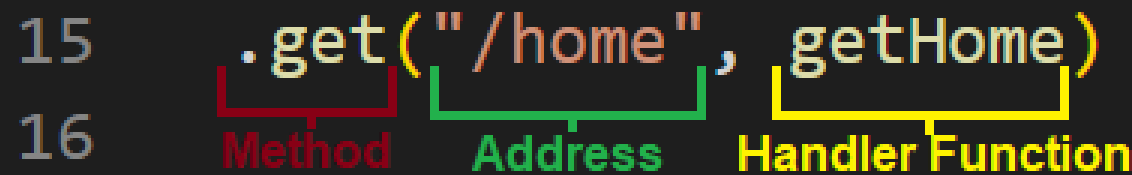 15 .get("/home", getHome)
16 Method Address Handler Function